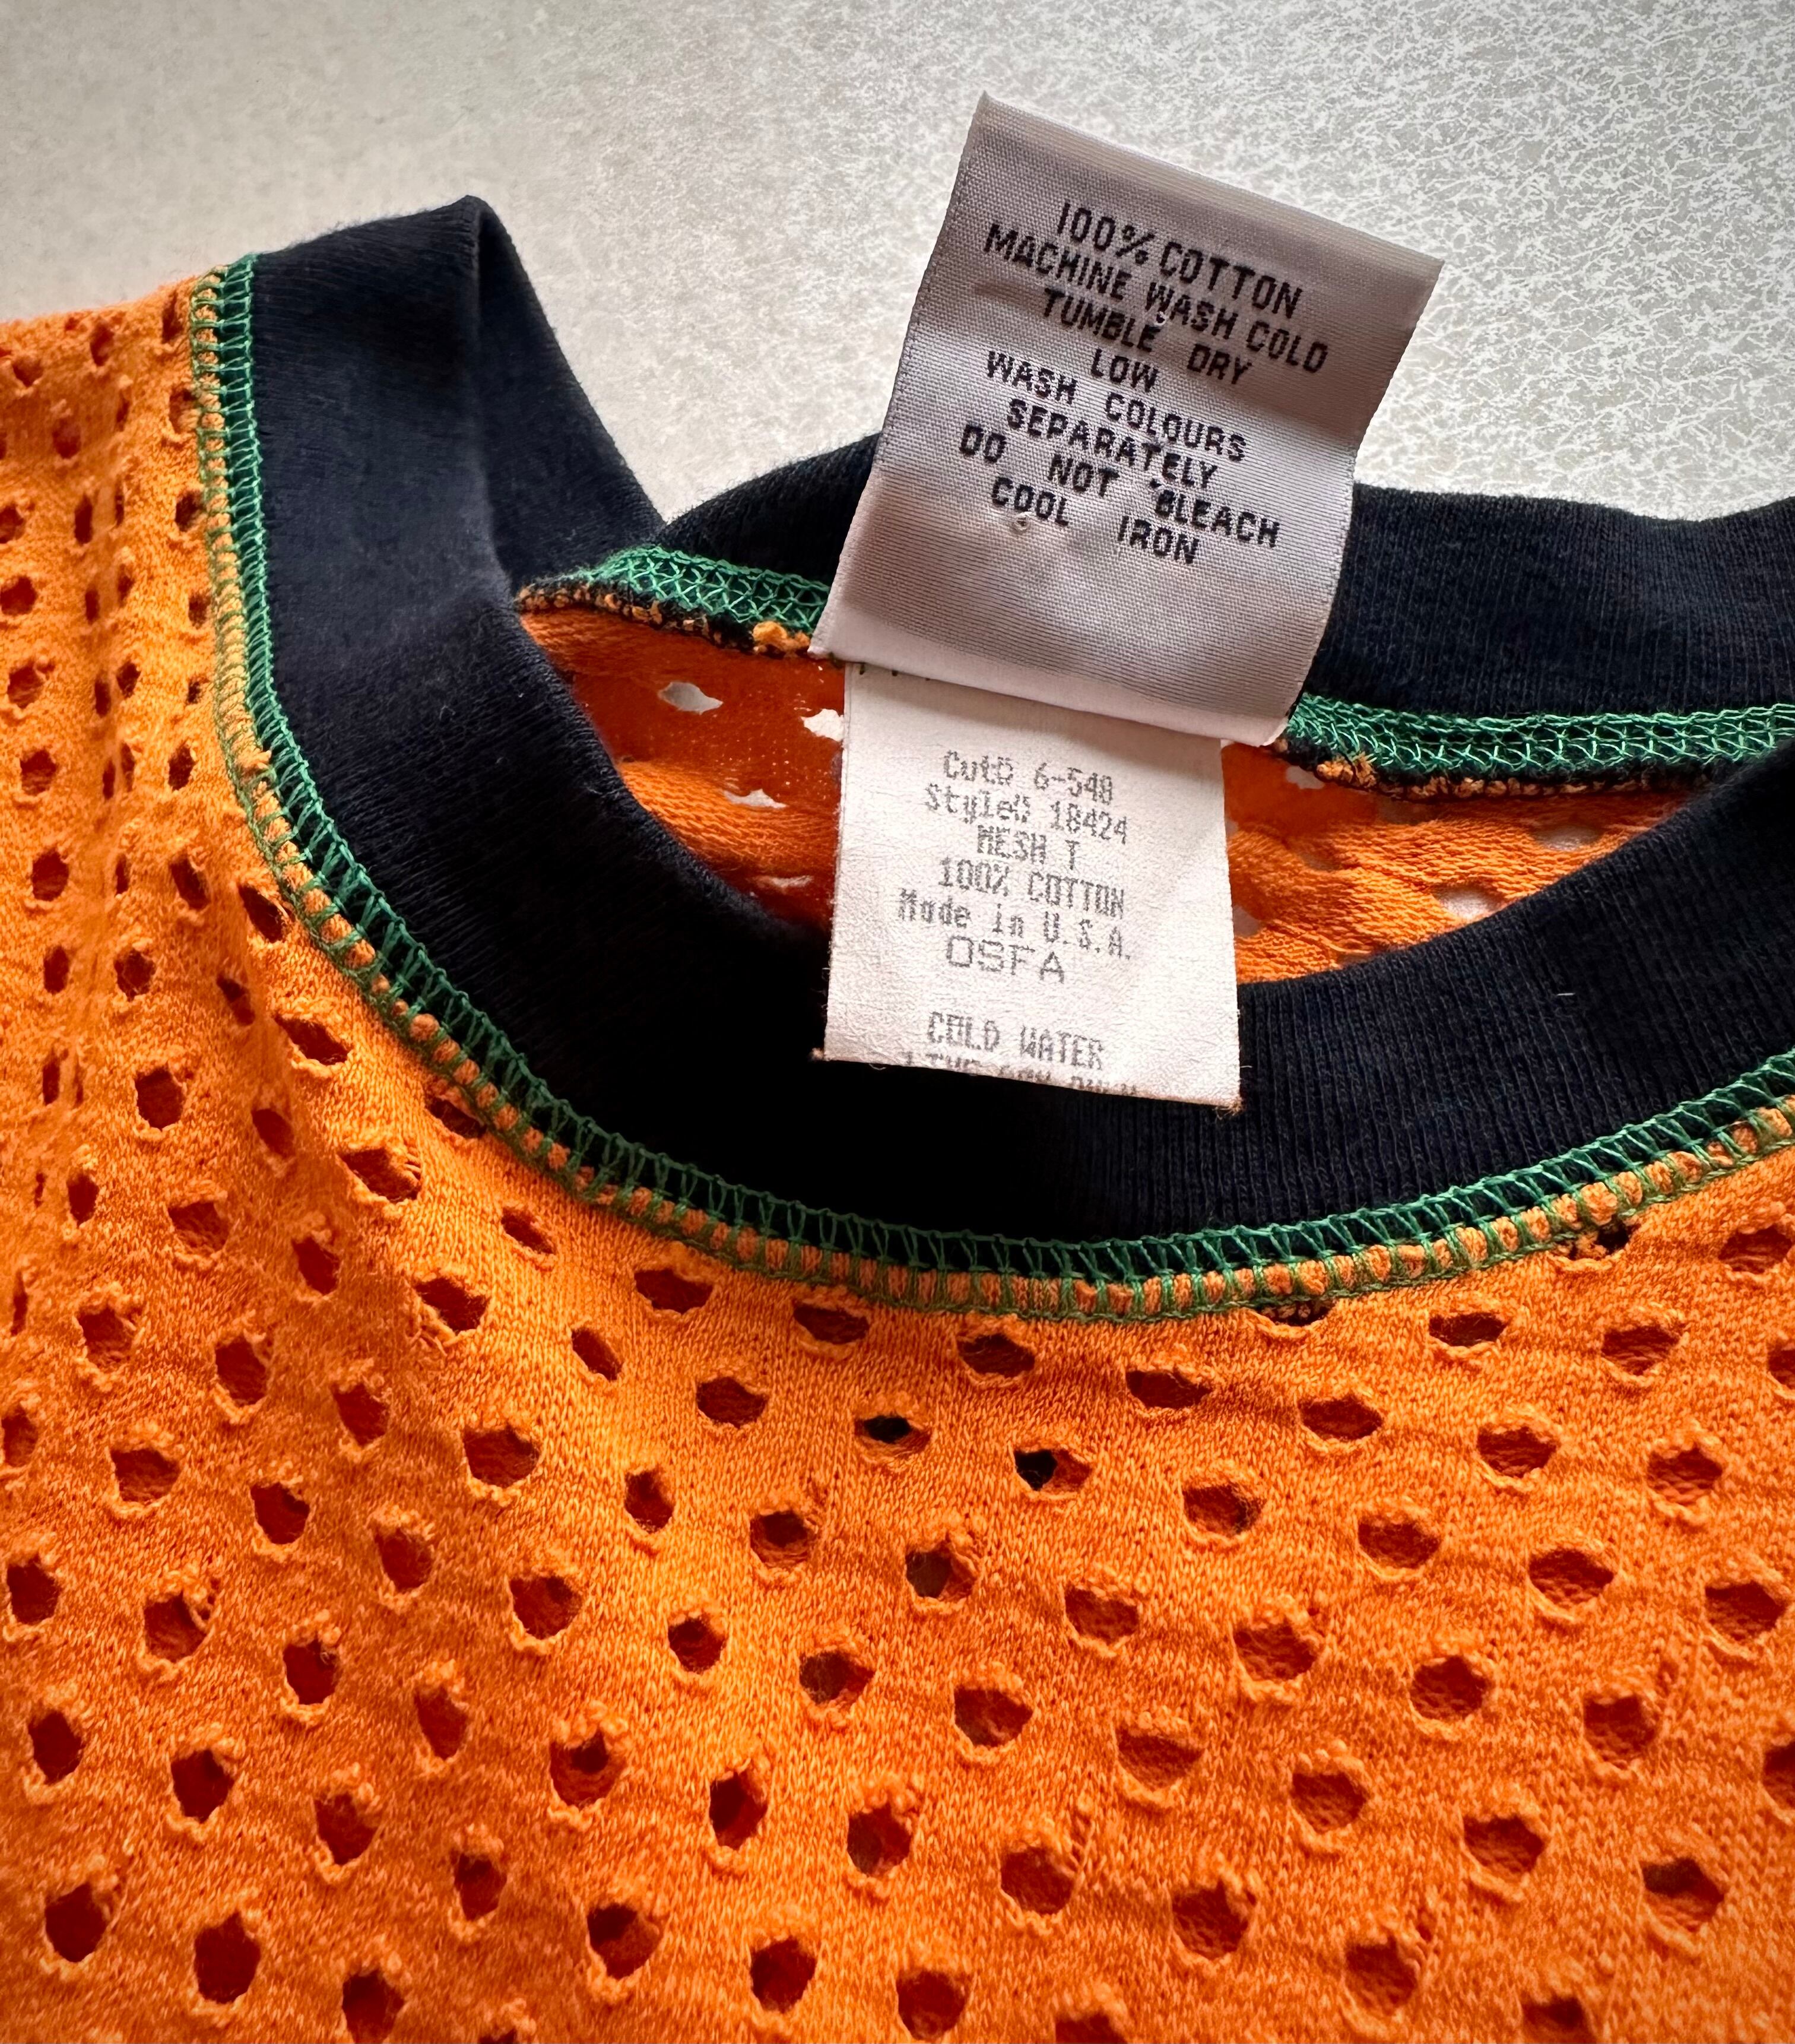 100% COTTON
MACHINE WASH COLD
TUMBLE DRY
LOW
WASH COLOURS
SEPARATELY
DO NOT BLEACH
COOL IRON
Cut# 6-548
Style# 18424
MESH T
100% COTTON
Made in U.S.A.
OSFA
COLD WATER